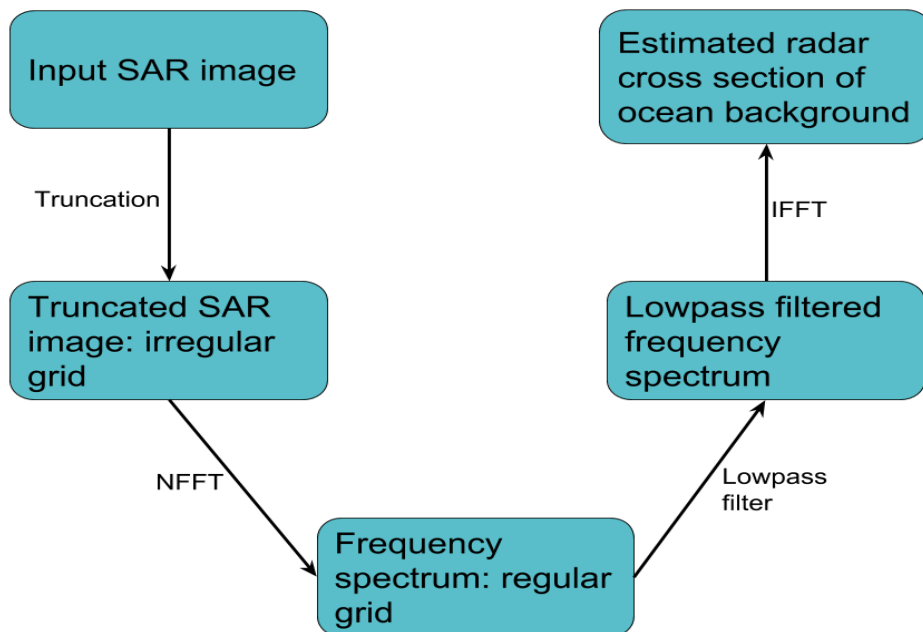 Input SAR image
Truncation
Truncated SAR
image: irregular
grid
NFFT
Frequency
spectrum: regular
grid
Lowpass
filter
Lowpass filtered
frequency
spectrum
IFFT
Estimated radar
cross section of
ocean background